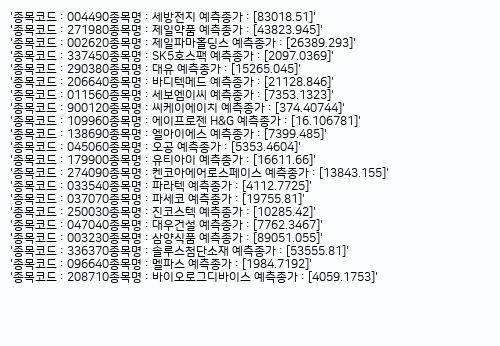 '종목코드 : 004490종목명 : 세방전지 예측종가 : [83018.51]'
'종목코드 : 271980종목명 : 제일약품 예측종가 : [43823.945]'
'종목코드 : 002620종목명 : 제일파마홀딩스 예측종가 : [26389.293]'
'종목코드 : 337450종목명 : SK5호스팩 예측종가 : [2097.0369]'
'종목코드 : 290380종목명 : 대유 예측종가 : [15265.045]'
'종목코드 : 206640종목명 : 바디텍메드 예측종가 : [21128.846]'
'종목코드 : 011560종목명 : 세보엠이씨 예측종가 : [7353.1323]'
'종목코드 : 900120종목명 : 씨케이에이치 예측종가 : [374.40744]'
'종목코드 : 109960종목명 : 에이프로젠 H&G 예측종가 : [16.106781]'
'종목코드 : 138690종목명 : 엘아이에스 예측종가 : [7399.485]'
'종목코드 : 045060종목명 : 오공 예측종가 : [5353.4604]'
'종목코드 : 179900종목명 : 유티아이 예측종가 : [16611.66]'
'종목코드 : 274090종목명 : 켄코아에어로스페이스 예측종가 : [13843.155]'
'종목코드 : 033540종목명 : 파라텍 예측종가 : [4112.7725]'
'종목코드 : 037070종목명 : 파세코 예측종가 : [19755.81]'
'종목코드 : 250030종목명 : 진코스텍 예측종가 : [10285.42]'
'종목코드 : 047040종목명 : 대우건설 예측종가 : [7762.3467]'
'종목코드 : 003230종목명 : 삼양식품 예측종가 : [89051.055]'
'종목코드 : 336370종목명 : 솔루스첨단소재 예측종가 : [53555.81]'
'종목코드 : 096640종목명 : 멜파스 예측종가 : [1984.7192]'
'종목코드 : 208710종목명 : 바이오로그디바이스 예측종가 : [4059.1753]'